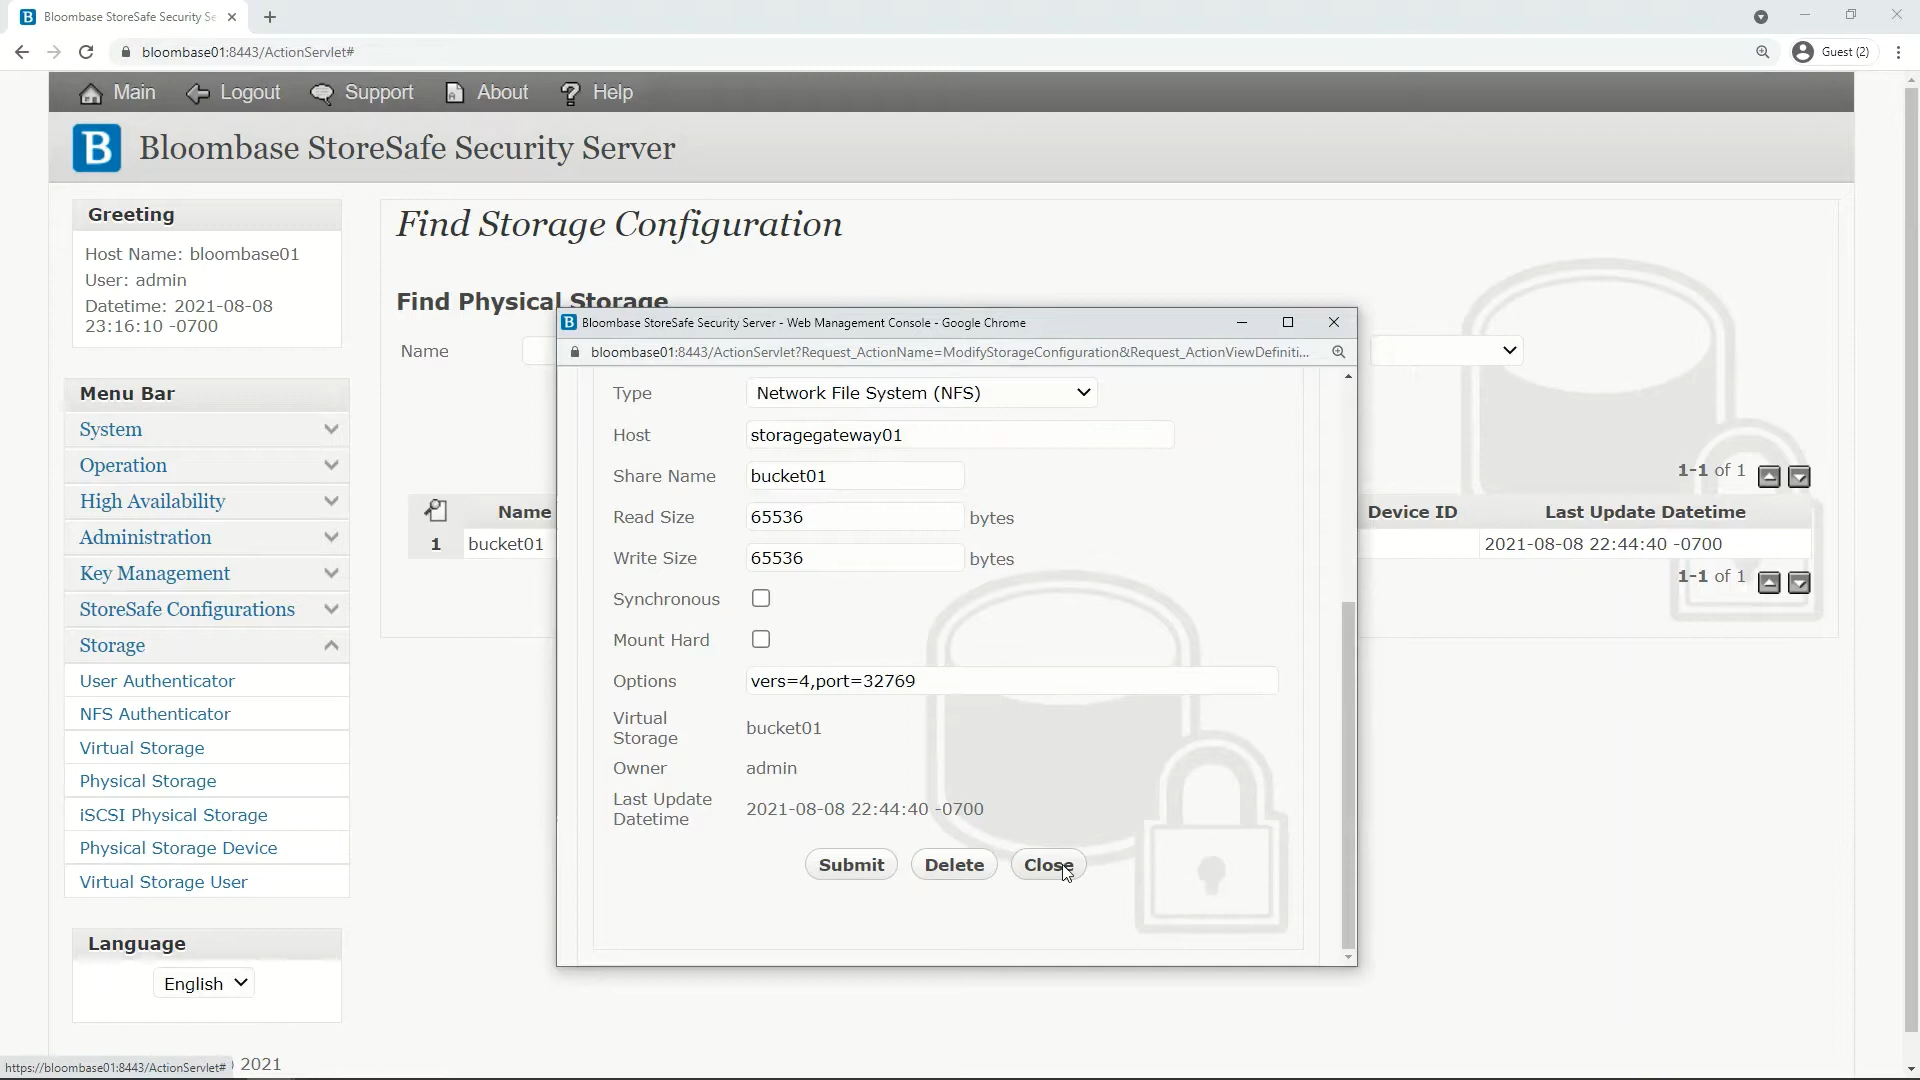 Bloombase StoreSafe Security Se
bloombase01:8443/ActionServlet#
Guest (2)
Main
Logout
Support
About
Help
B
Bloombase StoreSafe Security Server
Greeting
Host Name: bloombase01
User: admin
Datetime: 2021-08-08
23:16:10 -0700
Menu Bar
System
Operation
High Availability
Administration
Key Management
StoreSafe Configurations
Storage
User Authenticator
NFS Authenticator
Virtual Storage
Physical Storage
iSCSI Physical Storage
Physical Storage Device
Virtual Storage User
Language
English
Find Storage Configuration
Find Physical Storage
Name
1-1 of 1
Name
Device ID
Last Update Datetime
1
bucket01
2021-08-08 22:44:40 -0700
1-1 of 1
Bloombase StoreSafe Security Server - Web Management Console - Google Chrome
bloombase01:8443/ActionServlet?Request_ActionName=ModifyStorageConfiguration&Request_ActionViewDefiniti...
Type
Network File System (NFS)
Host
storagegateway01
Share Name
bucket01
Read Size
65536
bytes
Write Size
65536
bytes
Synchronous
Mount Hard
Options
vers=4,port=32769
Virtual
Storage
bucket01
Owner
admin
Last Update
Datetime
2021-08-08 22:44:40 -0700
Submit
Delete
Close
https://bloombase01:8443/ActionServlet#
2021